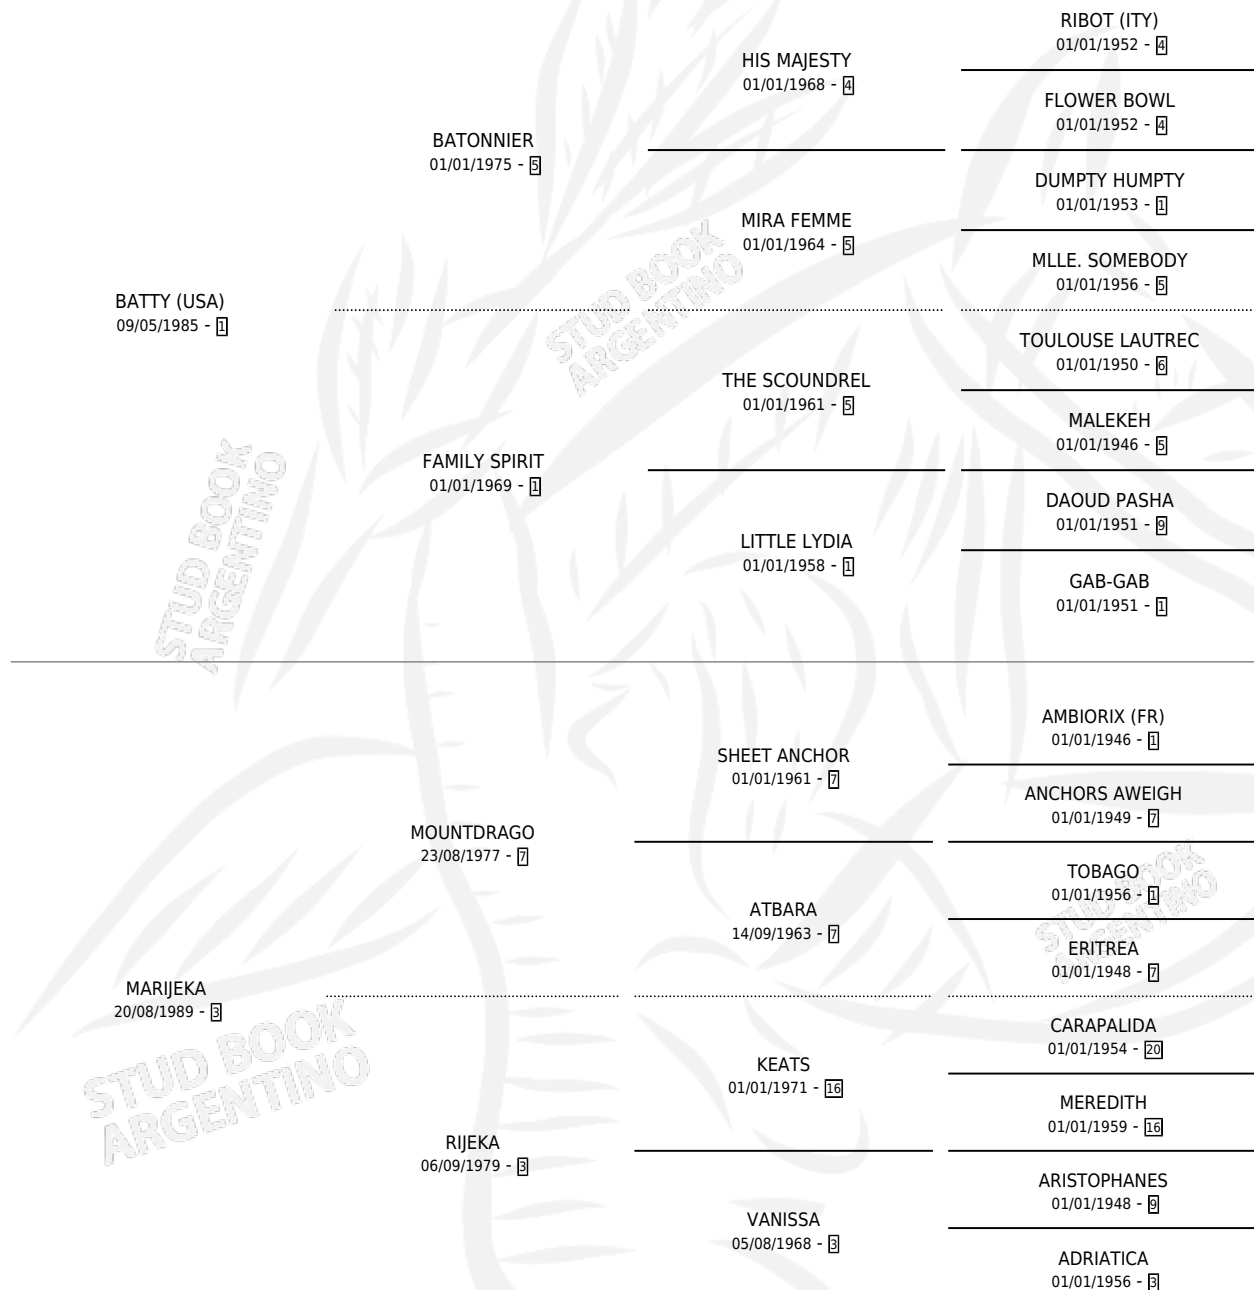 RIBOT (ITY)
01/01/1952 - 4
HIS MAJESTY
01/01/1968 - 4
FLOWER BOWL
01/01/1952 - 4
BATONNIER
01/01/1975 - 5
DUMPTY HUMPTY
01/01/1953 - 1
MIRA FEMME
01/01/1964 - 5
MLLE. SOMEBODY
01/01/1956 - 5
BATTY (USA)
09/05/1985 - 1
STUD BOOK
ARGENTINO
TOULOUSE LAUTREC
01/01/1950 - 6
THE SCOUNDREL
01/01/1961 - 5
MALEKEH
01/01/1946 - 5
FAMILY SPIRIT
01/01/1969 - 1
DAOUD PASHA
01/01/1951 - 9
LITTLE LYDIA
01/01/1958 - 1
GAB-GAB
01/01/1951 - 1
STUD BOOK
ARGENTINO
AMBIORIX (FR)
01/01/1946 - 1
SHEET ANCHOR
01/01/1961 - 7
ANCHORS AWEIGH
01/01/1949 - 7
MOUNTDRAGO
23/08/1977 - 7
TOBAGO
01/01/1956 - 1
ATBARA
14/09/1963 - 7
ERITREA
01/01/1948 - 7
STUD BOOK
ARGENTINO
MARIJEKA
20/08/1989 - 3
CARAPALIDA
01/01/1954 - 20
KEATS
01/01/1971 - 16
MEREDITH
01/01/1959 - 16
STUD BOOK
ARGENTINO
RIJEKA
06/09/1979 - 3
ARISTOPHANES
01/01/1948 - 9
VANISSA
05/08/1968 - 3
ADRIATICA
01/01/1956 - 3